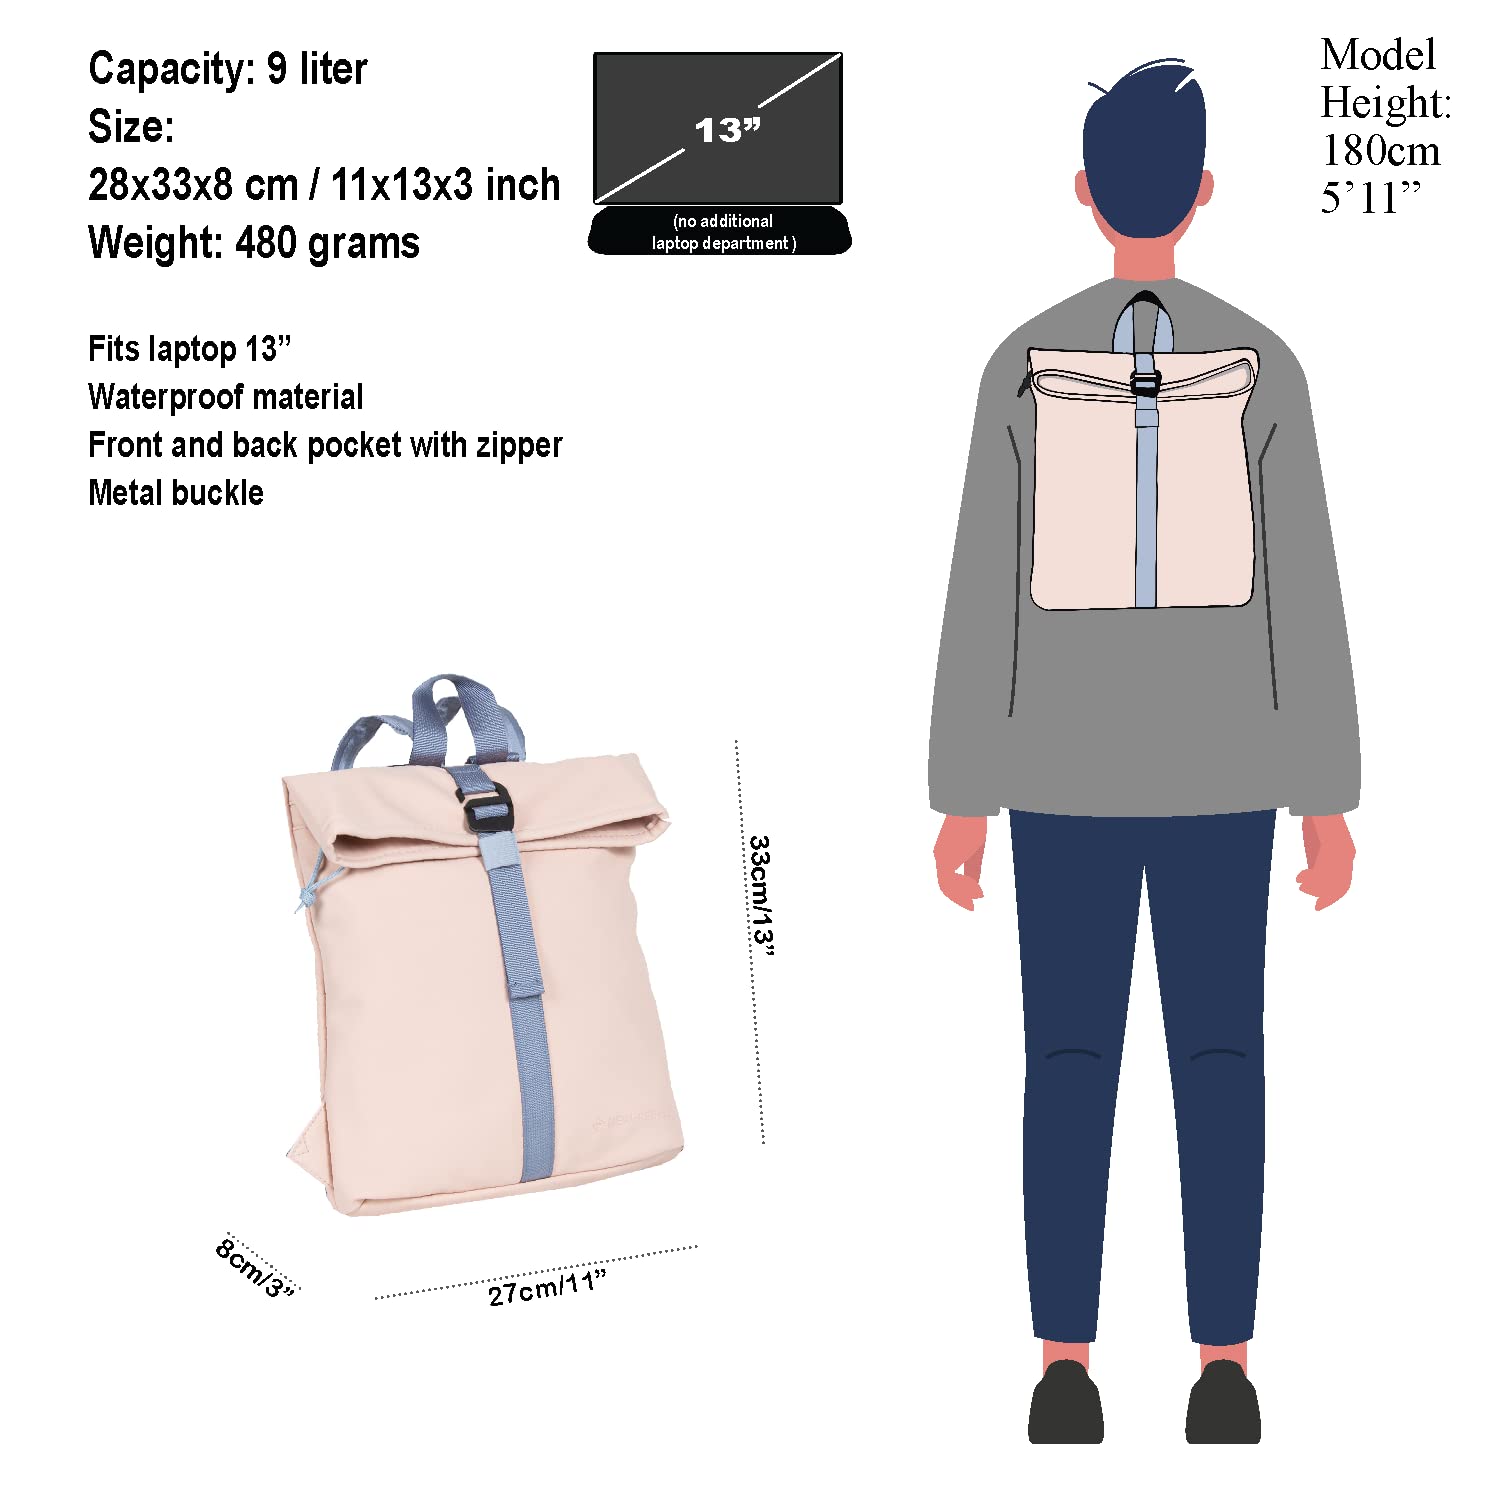 Capacity: 9 liter
Size:
28x33x8 cm / 11x13x3 inch
Weight: 480 grams
Fits laptop 13”
Waterproof material
Front and back pocket with zipper
Metal buckle
13”
(no additional
laptop department )
Model
Height:
180cm
5’11”
33cm/13”
8cm/3”
27cm/11”